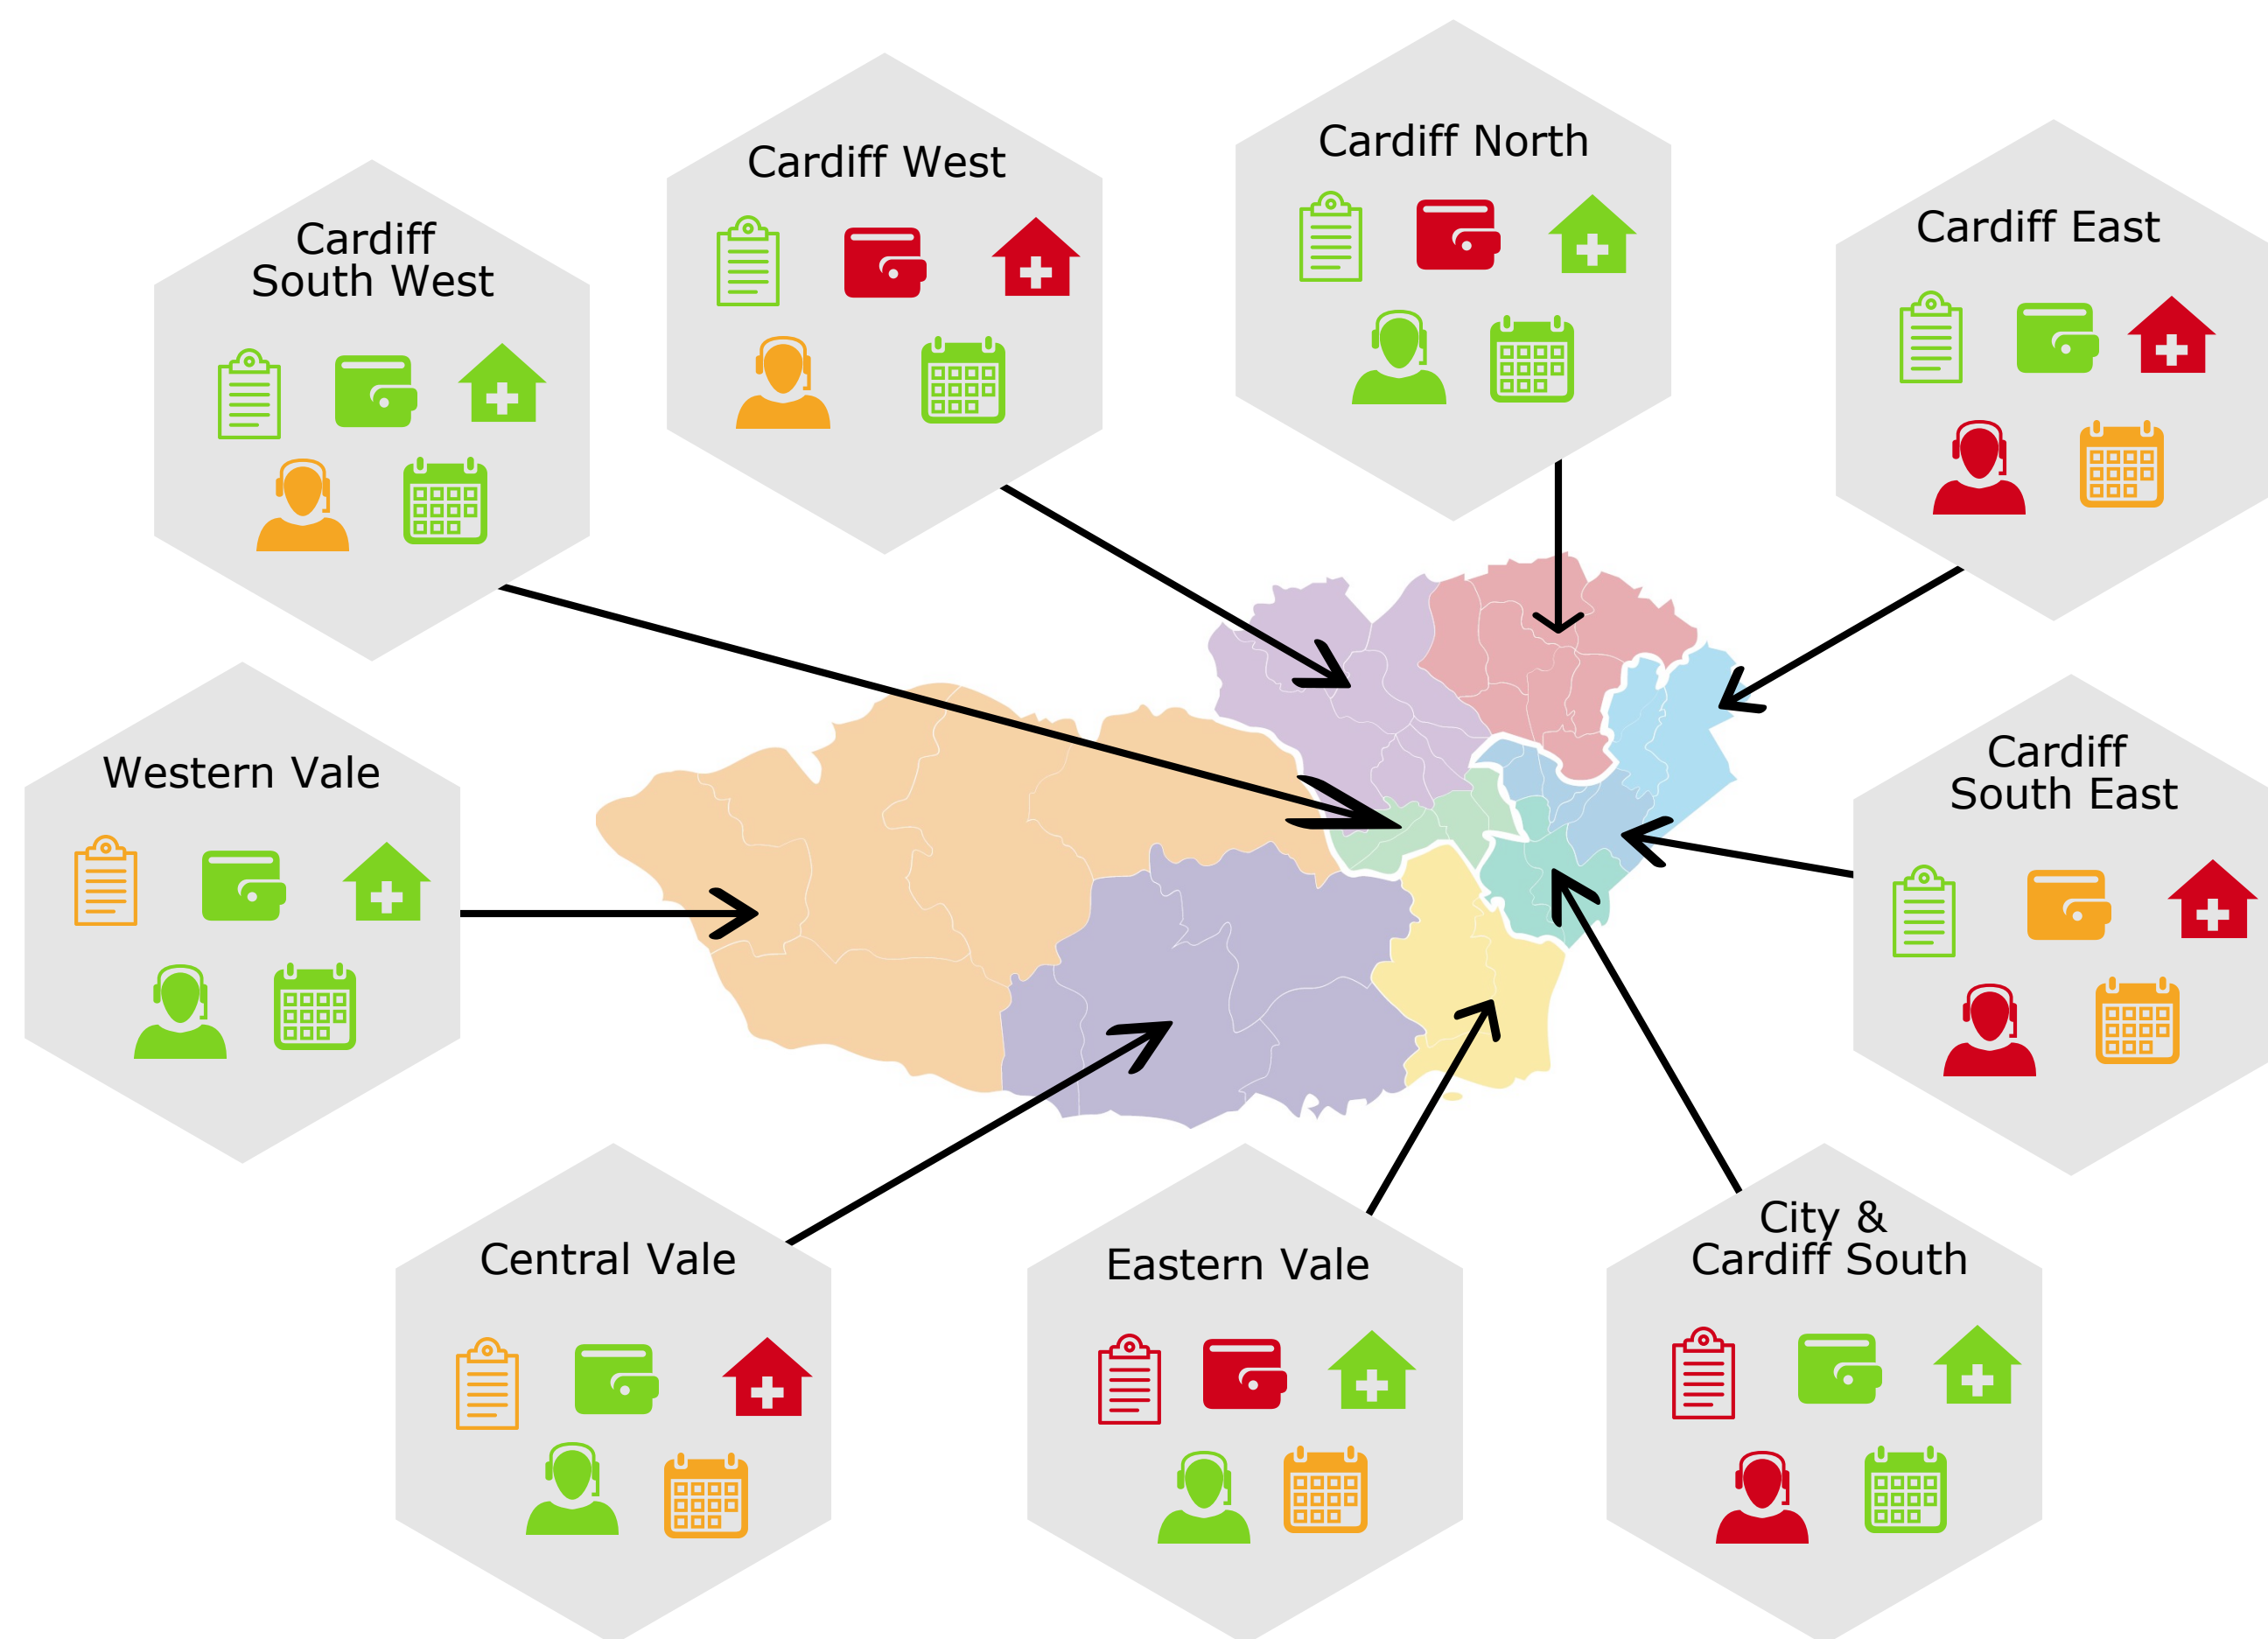 Cardiff North
Cardiff West
Cardiff East
Cardiff
South West
Cardiff
South East
Western Vale
City &
Cardiff South
Central Vale
Eastern Vale